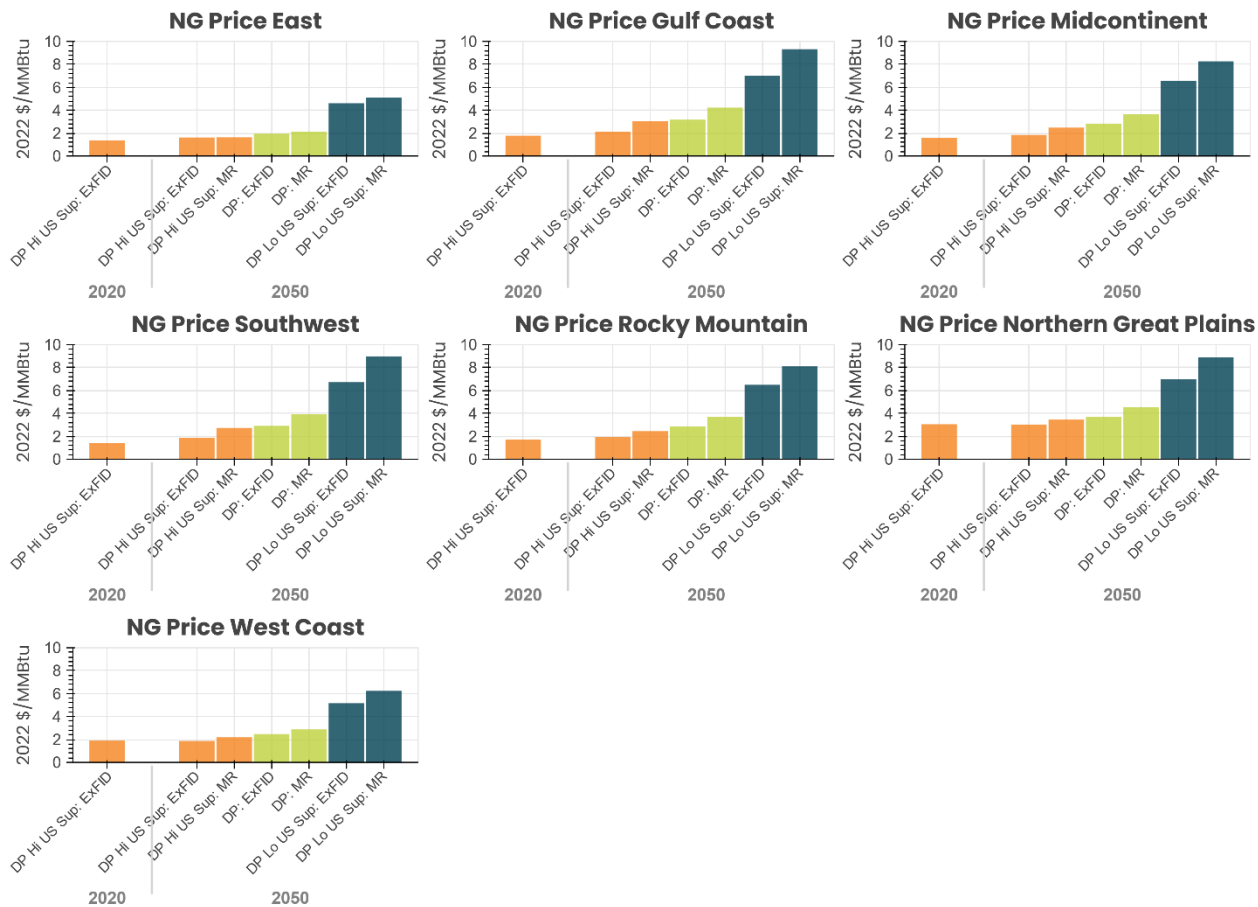 NG Price East
2022 $/MMBtu
10
8
6
4
2
0
DP Hi US Sup: ExFID
DP Hi US Sup: ExFID
DP Hi US Sup: MR
DP: ExFID
DP: MR
DP Lo US Sup: ExFID
DP Lo US Sup: MR
2020
2050
NG Price Gulf Coast
2022 $/MMBtu
10
8
6
4
2
0
DP Hi US Sup: ExFID
DP Hi US Sup: ExFID
DP Hi US Sup: MR
DP: ExFID
DP: MR
DP Lo US Sup: ExFID
DP Lo US Sup: MR
2020
2050
NG Price Midcontinent
2022 $/MMBtu
10
8
6
4
2
0
DP Hi US Sup: ExFID
DP Hi US Sup: ExFID
DP Hi US Sup: MR
DP: ExFID
DP: MR
DP Lo US Sup: ExFID
DP Lo US Sup: MR
2020
2050
NG Price Southwest
2022 $/MMBtu
10
8
6
4
2
0
DP Hi US Sup: ExFID
DP Hi US Sup: ExFID
DP Hi US Sup: MR
DP: ExFID
DP: MR
DP Lo US Sup: ExFID
DP Lo US Sup: MR
2020
2050
NG Price Rocky Mountain
2022 $/MMBtu
10
8
6
4
2
0
DP Hi US Sup: ExFID
DP Hi US Sup: ExFID
DP Hi US Sup: MR
DP: ExFID
DP: MR
DP Lo US Sup: ExFID
DP Lo US Sup: MR
2020
2050
NG Price Northern Great Plains
2022 $/MMBtu
10
8
6
4
2
0
DP Hi US Sup: ExFID
DP Hi US Sup: ExFID
DP Hi US Sup: MR
DP: ExFID
DP: MR
DP Lo US Sup: ExFID
DP Lo US Sup: MR
2020
2050
NG Price West Coast
2022 $/MMBtu
10
8
6
4
2
0
DP Hi US Sup: ExFID
DP Hi US Sup: ExFID
DP Hi US Sup: MR
DP: ExFID
DP: MR
DP Lo US Sup: ExFID
DP Lo US Sup: MR
2020
2050